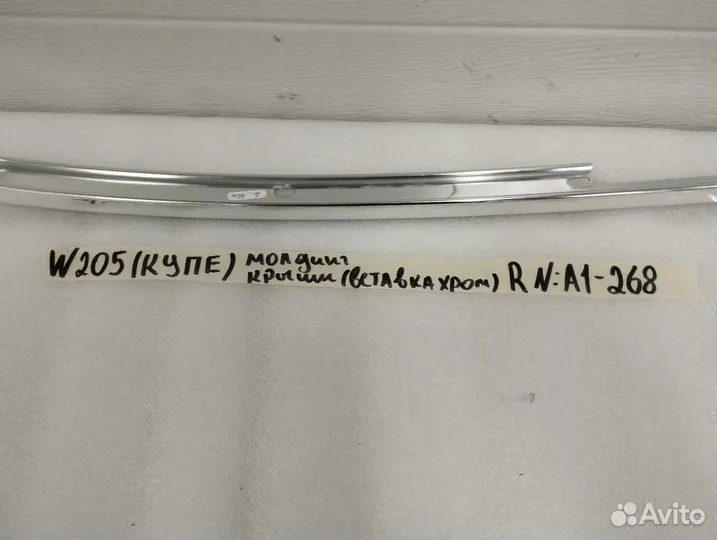 W205 (КУПЕ) молдинг
крыши (вставка хром) R N: A1-268
Avito